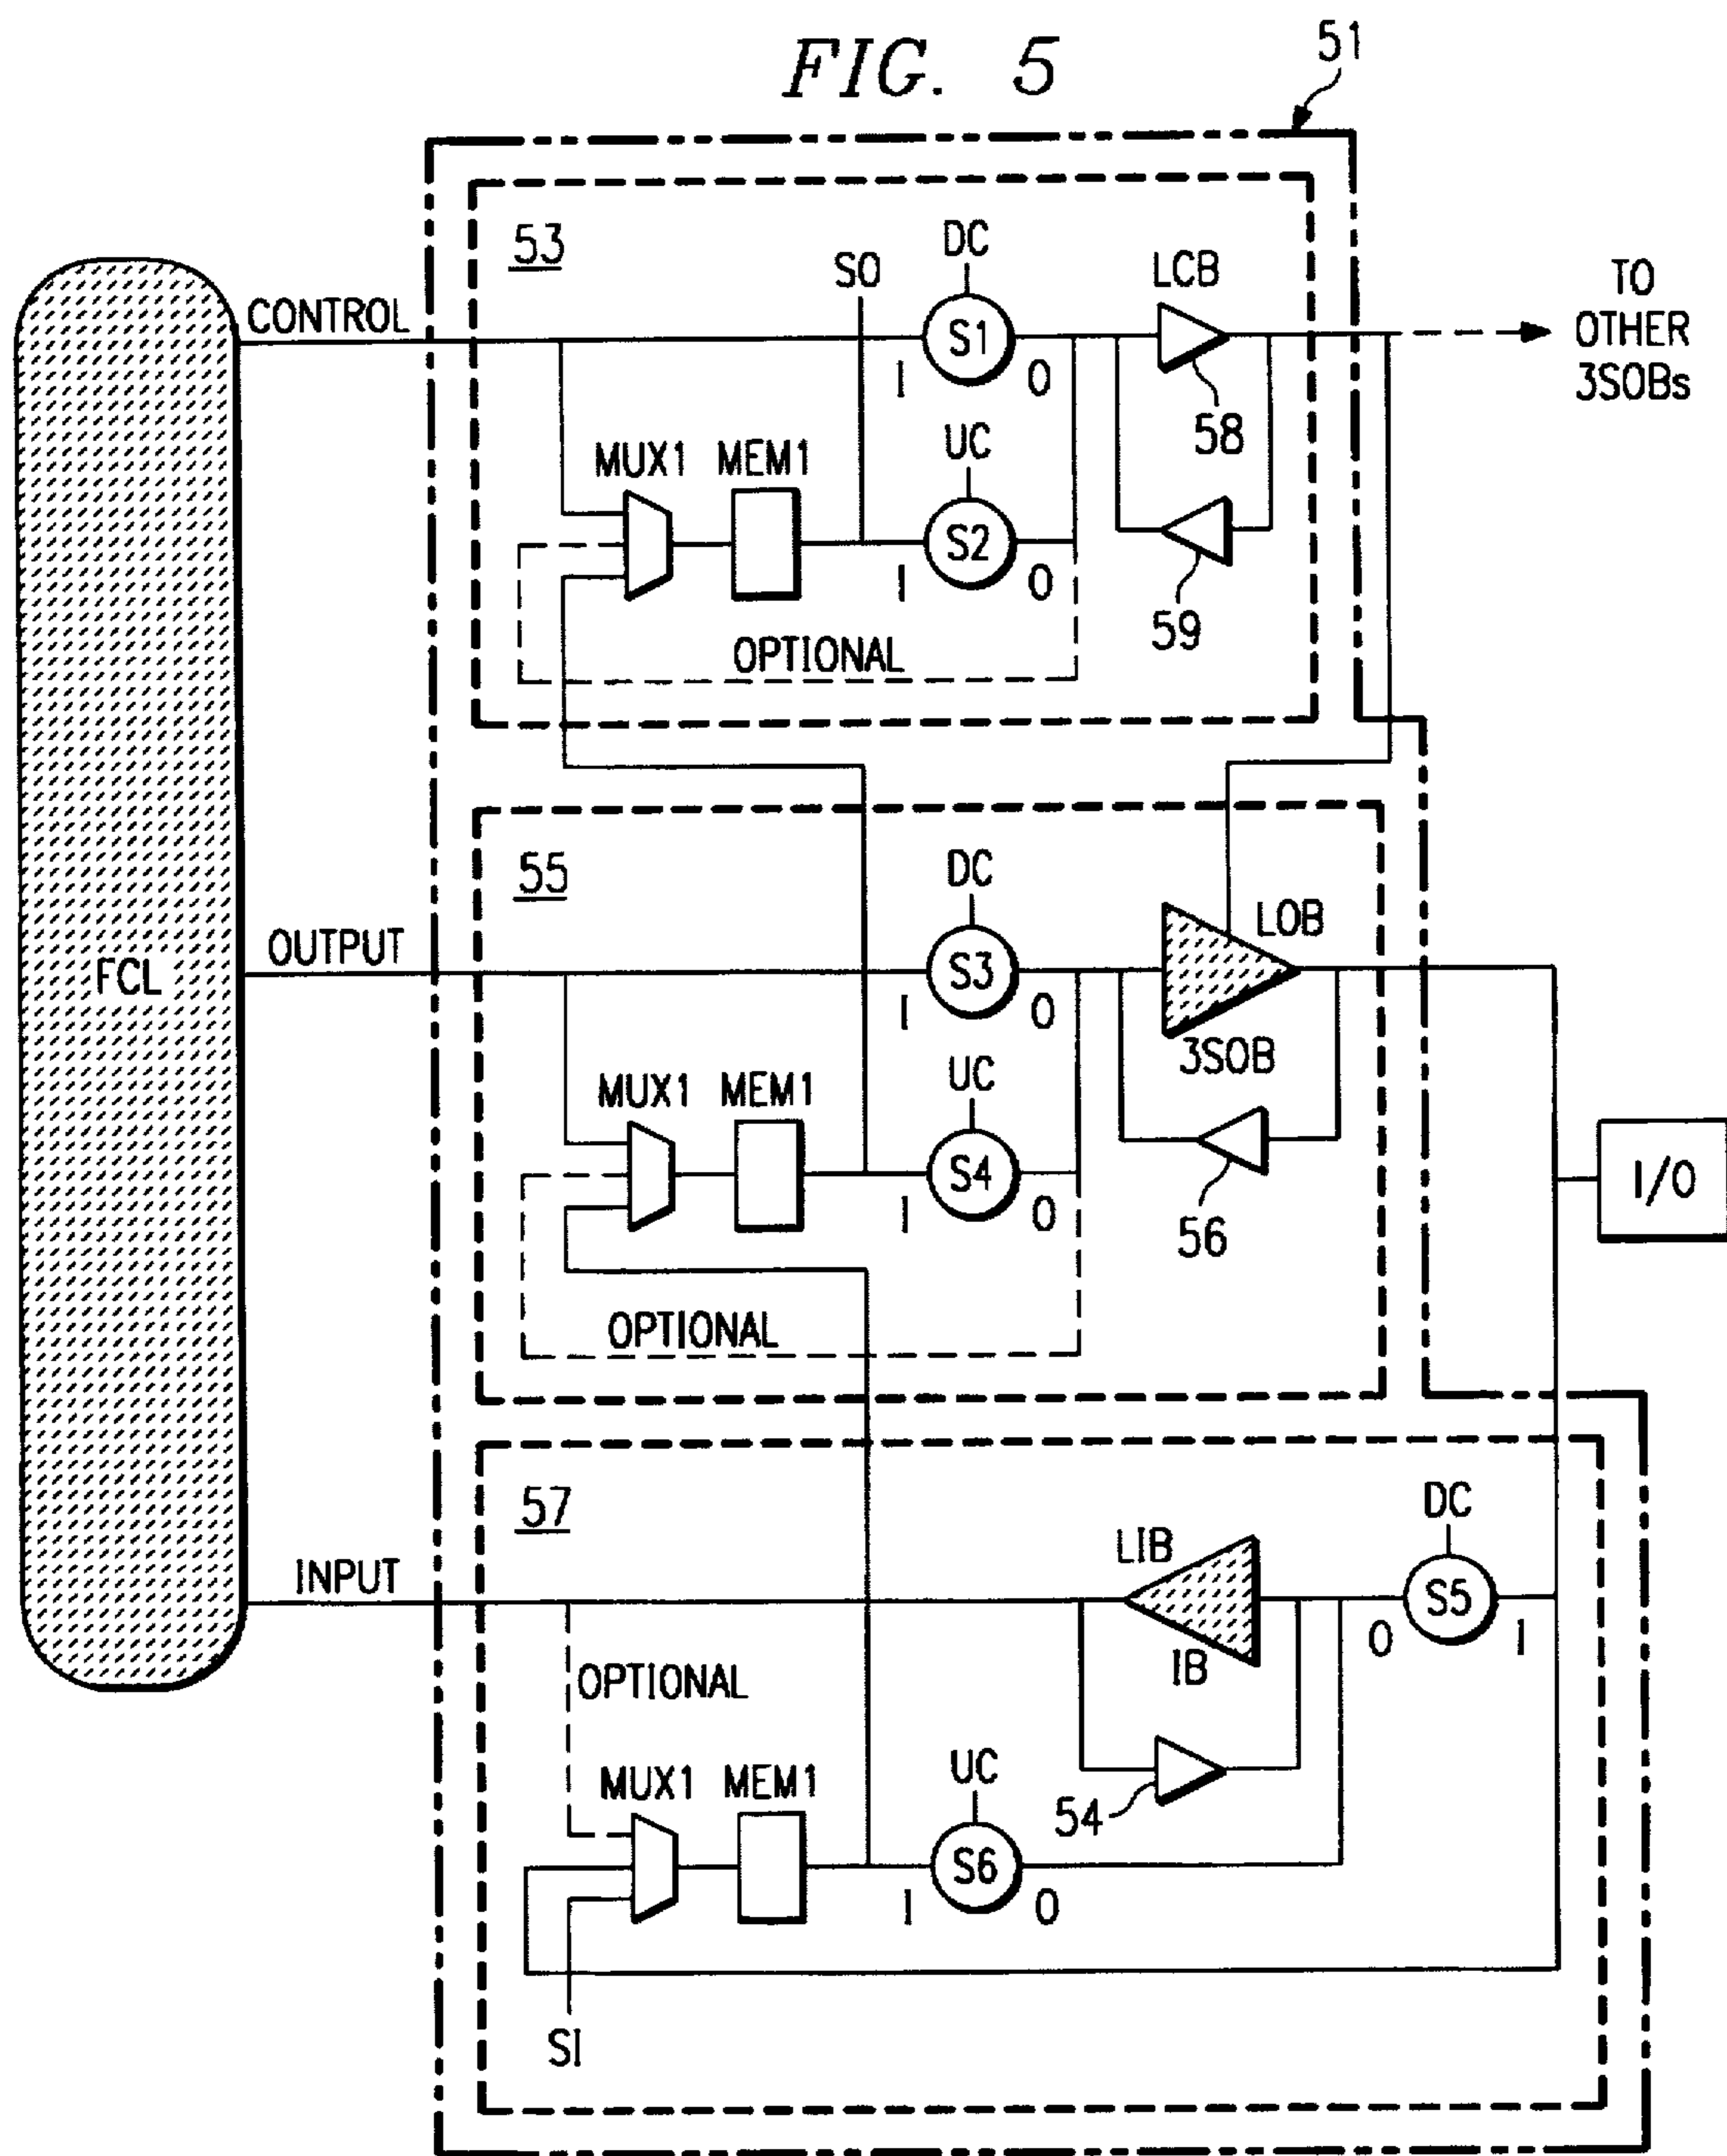 FIG. 5
51
53
SO
DC
LCB
TO
OTHER
3SOBs
CONTROL
S1
1
0
58
UC
MUX1
MEM1
S2
1
0
59
OPTIONAL
55
DC
LOB
OUTPUT
S3
1
0
3SOB
FCL
UC
MUX1
MEM1
S4
1
0
56
I/O
OPTIONAL
57
DC
LIB
INPUT
S5
0
1
IB
OPTIONAL
UC
MUX1
MEM1
54
S6
1
0
SI